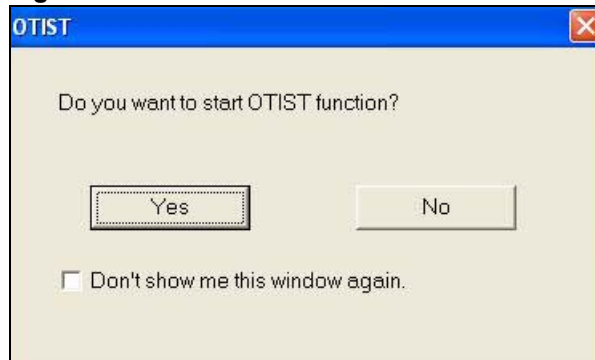 OTIST
Do you want to start OTIST function?
Yes No
Don't show me this window again.